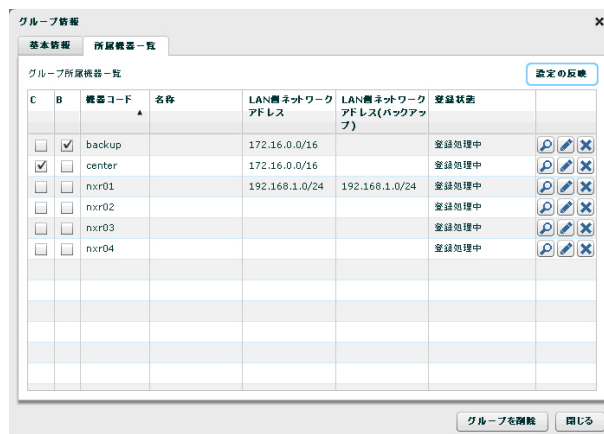 グループ情報
基本情報 所属機器一覧
グループ所属機器一覧 設定の反映
C B 機器コード 名称 LAN側ネットワークアドレス LAN側ネットワークアドレス(バックアップ) 登録状態
backup 172.16.0.0/16 登録処理中
center 172.16.0.0/16 登録処理中
nxr01 192.168.1.0/24 192.168.1.0/24 登録処理中
nxr02 登録処理中
nxr03 登録処理中
nxr04 登録処理中
グループを削除 閉じる